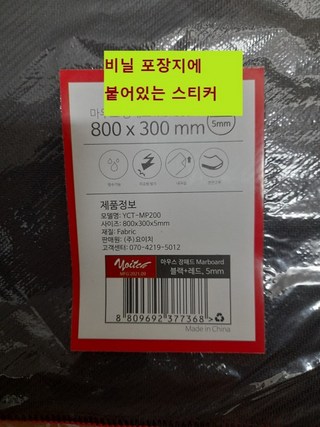 비닐 포장지에
붙어있는 스티커
800 x 300 mm
5mm
제품정보
모델명: YCT-MP200
사이즈: 800x300x5mm
재질: Fabric
판매원: (주)요이치
고객센터: 070-4219-5012
마우스 장패드 Marboard
블랙+레드, 5mm
8 809692 377368 >
Made in China